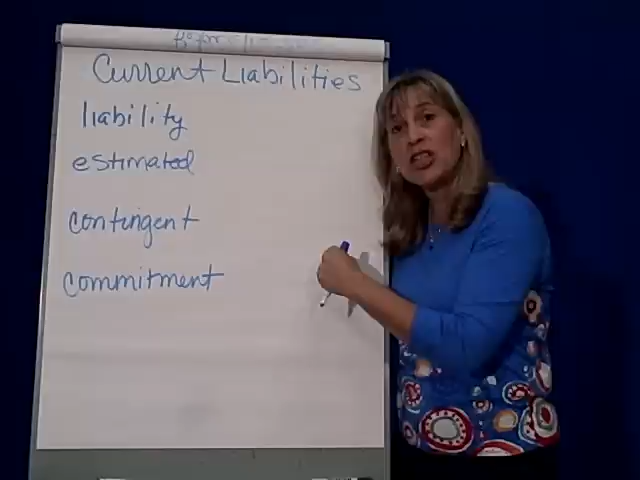 Current Liabilities
liability
estimated
contingent
commitment